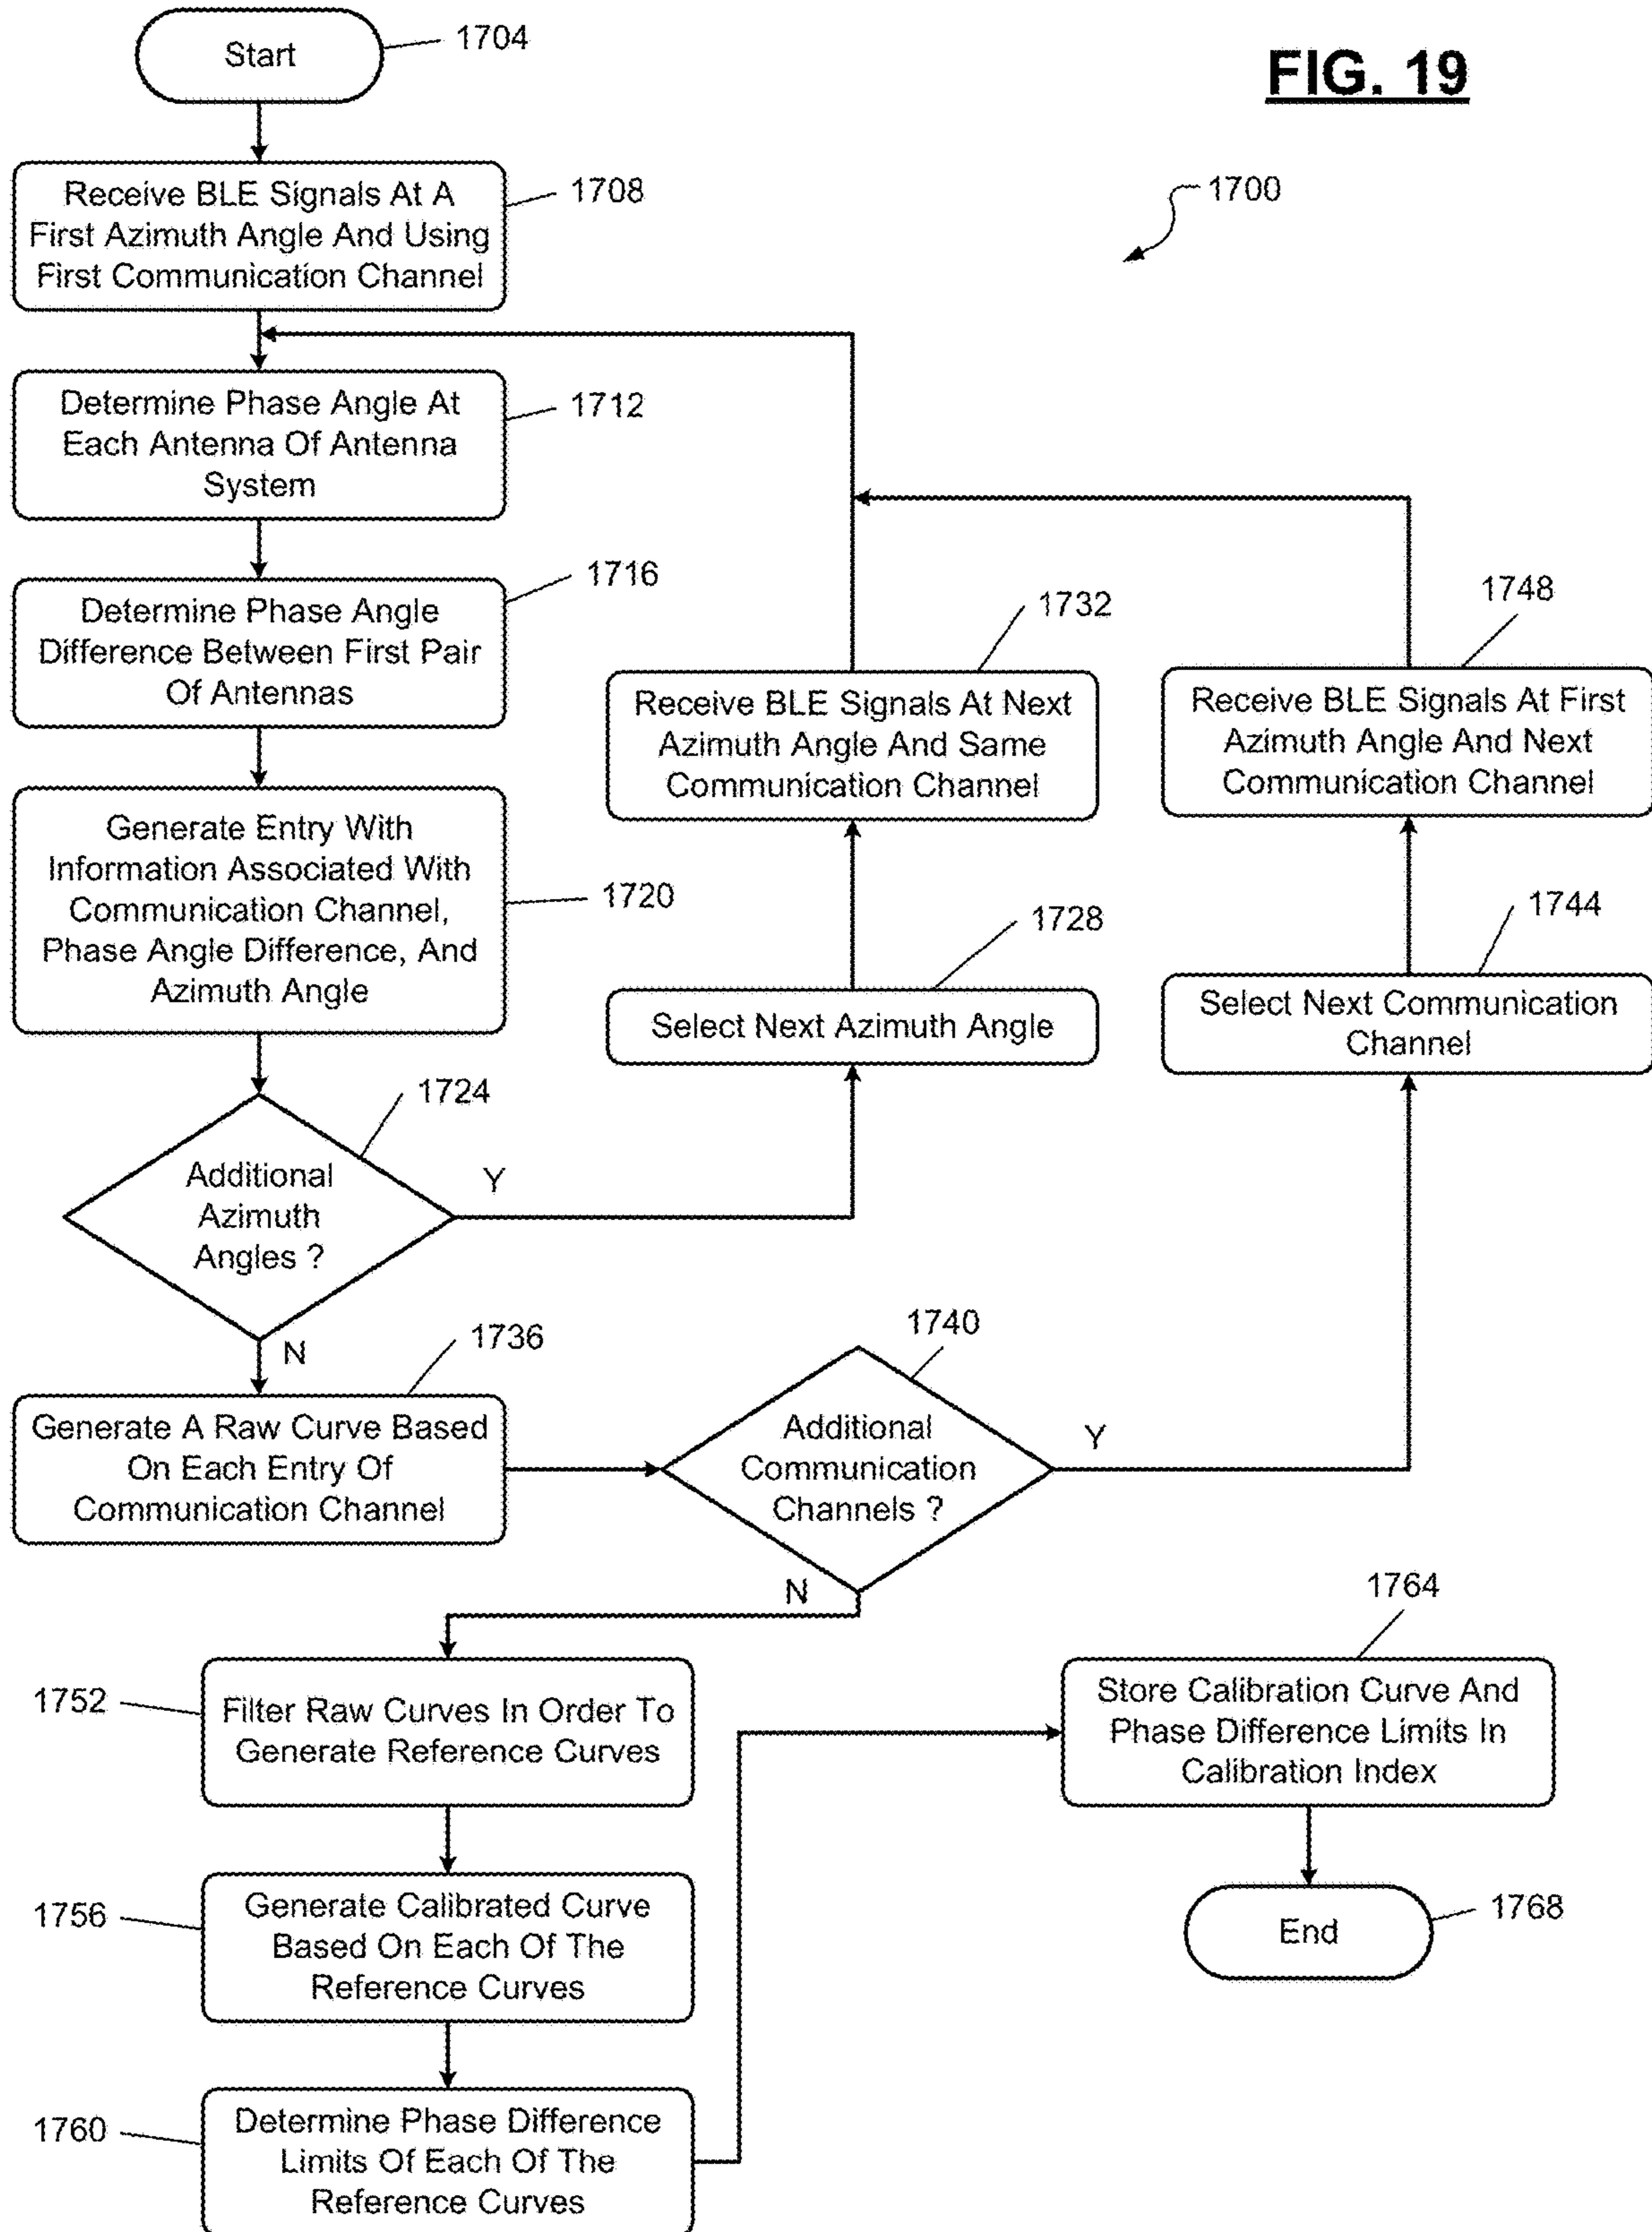 FIG. 19
1700
Start
1704
Receive BLE Signals At A
First Azimuth Angle And Using
First Communication Channel
1708
Determine Phase Angle At
Each Antenna Of Antenna
System
1712
Determine Phase Angle
Difference Between First Pair
Of Antennas
1716
Generate Entry With
Information Associated With
Communication Channel,
Phase Angle Difference, And
Azimuth Angle
1720
Additional
Azimuth
Angles ?
1724
Y
N
Select Next Azimuth Angle
1728
Receive BLE Signals At Next
Azimuth Angle And Same
Communication Channel
1732
Generate A Raw Curve Based
On Each Entry Of
Communication Channel
1736
Additional
Communication
Channels ?
1740
Y
N
Select Next Communication
Channel
1744
Receive BLE Signals At First
Azimuth Angle And Next
Communication Channel
1748
1752
Filter Raw Curves In Order To
Generate Reference Curves
1756
Generate Calibrated Curve
Based On Each Of The
Reference Curves
1760
Determine Phase Difference
Limits Of Each Of The
Reference Curves
1764
Store Calibration Curve And
Phase Difference Limits In
Calibration Index
End
1768